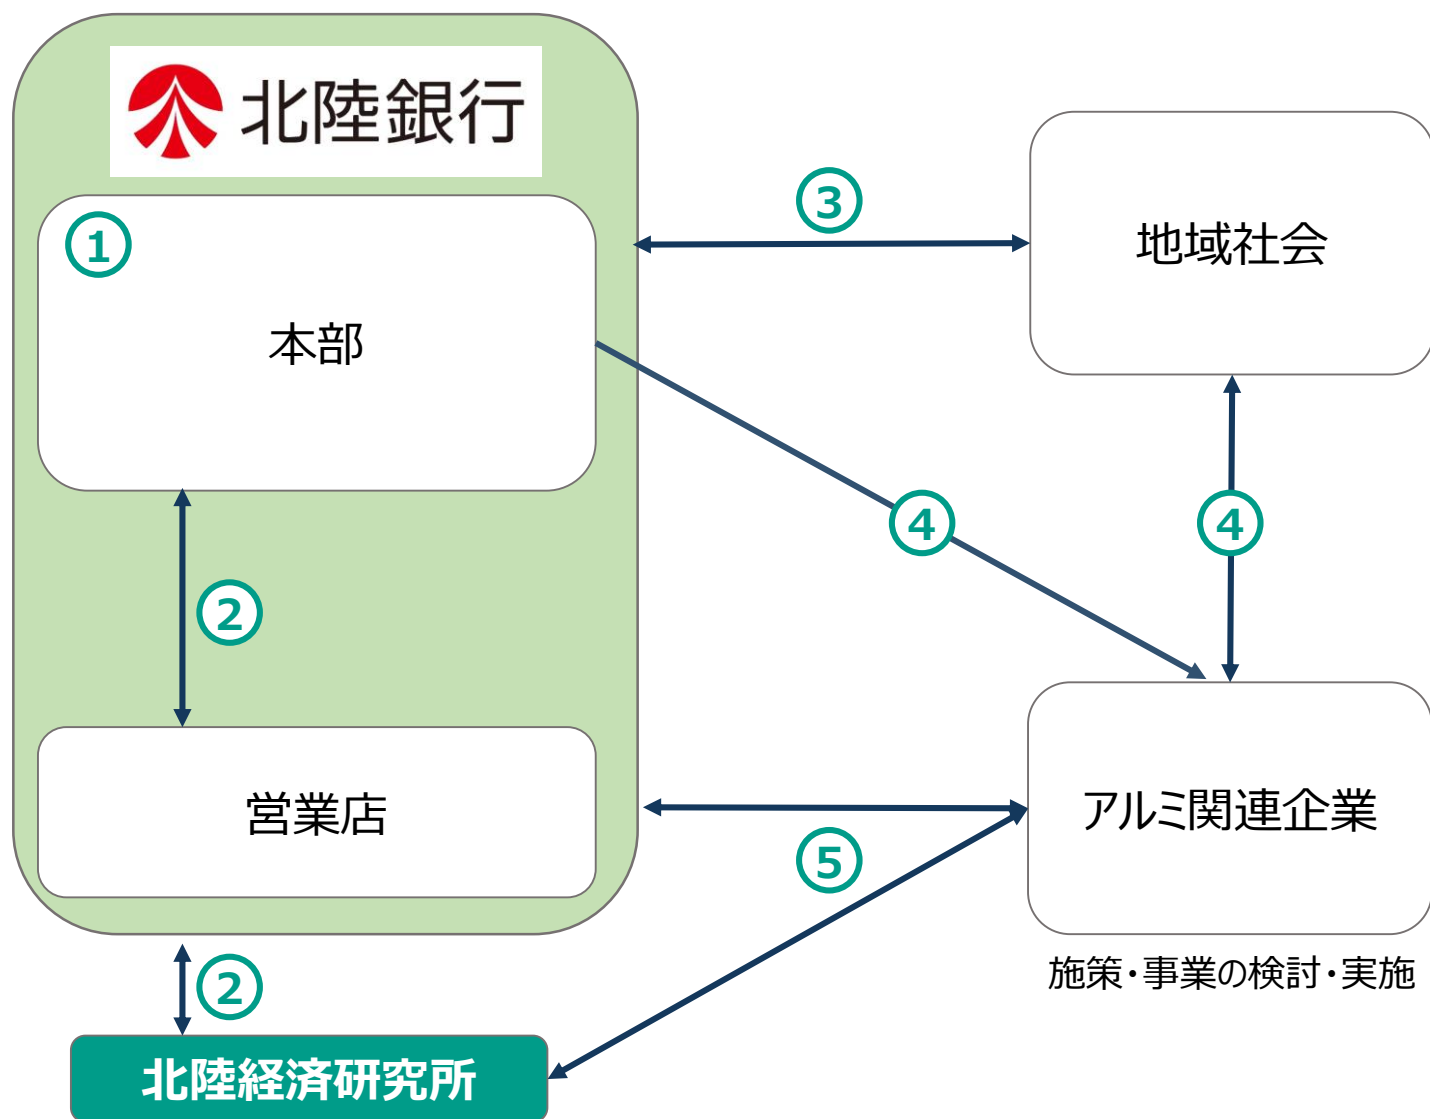 北陸銀行
①
本部
③
地域社会
④
④
②
営業店
⑤
アルミ関連企業
施策・事業の検討・実施
②
北陸経済研究所